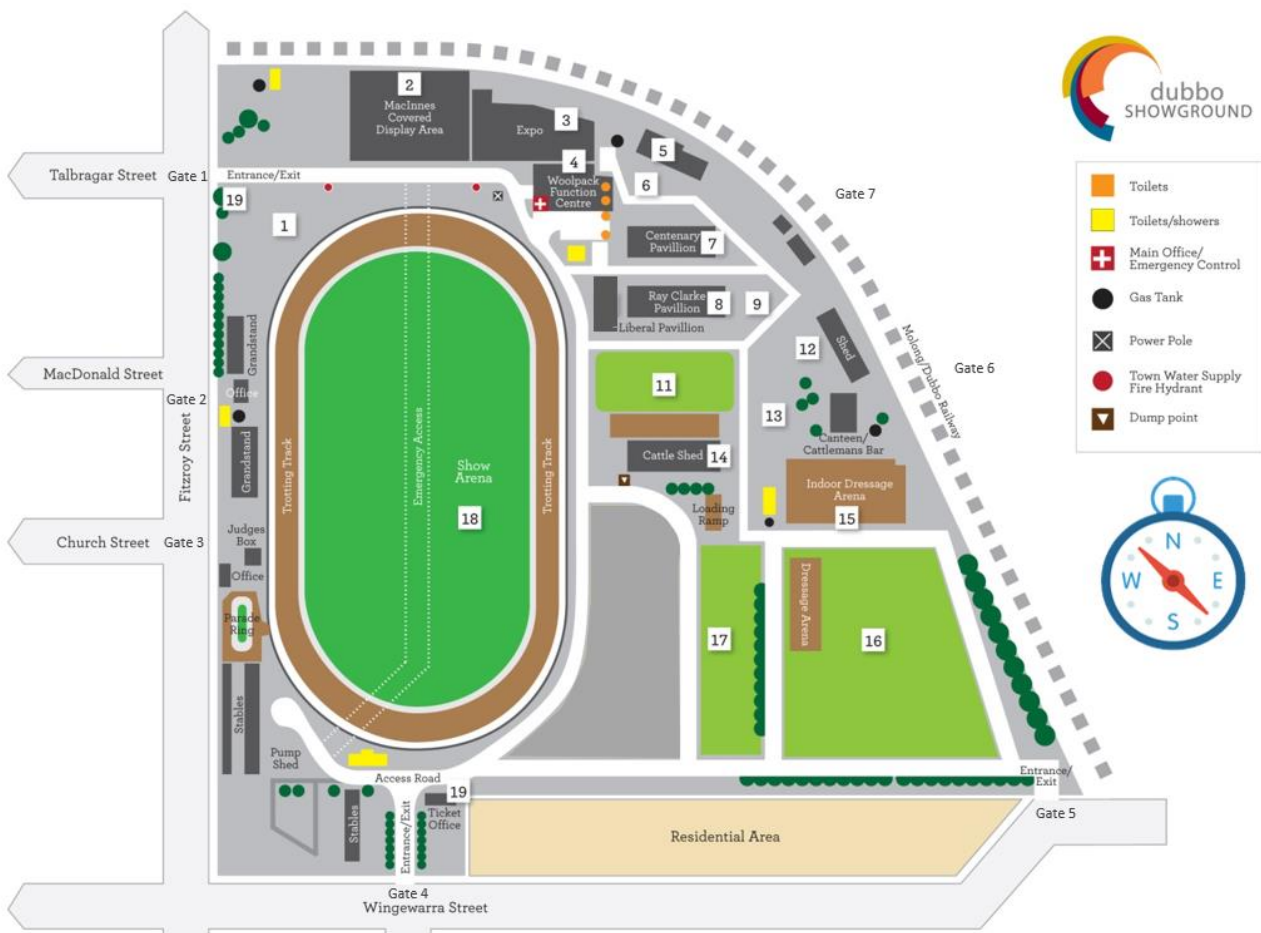 2
MacInnes
Covered
Display Area
3
Expo
4
Woolpack
Function
Centre
5
6
Gate 7
dubbo
SHOWGROUND
Talbragar Street
Gate 1
Entrance/Exit
19
1
Centenary
Pavillion
7
Ray Clarke
Pavillion
8
9
Liberal Pavillion
Toilets
Toilets/showers
Main Office/
Emergency Control
Gas Tank
Power Pole
Town Water Supply
Fire Hydrant
Dump point
MacDonald Street
Gate 2
Fitzroy Street
Grandstand
Office
Grandstand
Trotting Track
Emergency Access
Show
Arena
18
Trotting Track
11
12
Shed
Molong/Dubbo Railway
Gate 6
13
Canteen/
Cattlemans Bar
Cattle Shed
14
Loading
Ramp
Indoor Dressage
Arena
15
Church Street
Gate 3
Judges
Box
Office
Parade
Ring
Stables
Pump
Shed
17
Dressage Arena
16
N
W
E
S
Access Road
Stables
Entrance/Exit
19
Ticket
Office
Entrance/
Exit
Gate 5
Residential Area
Gate 4
Wingewarra Street